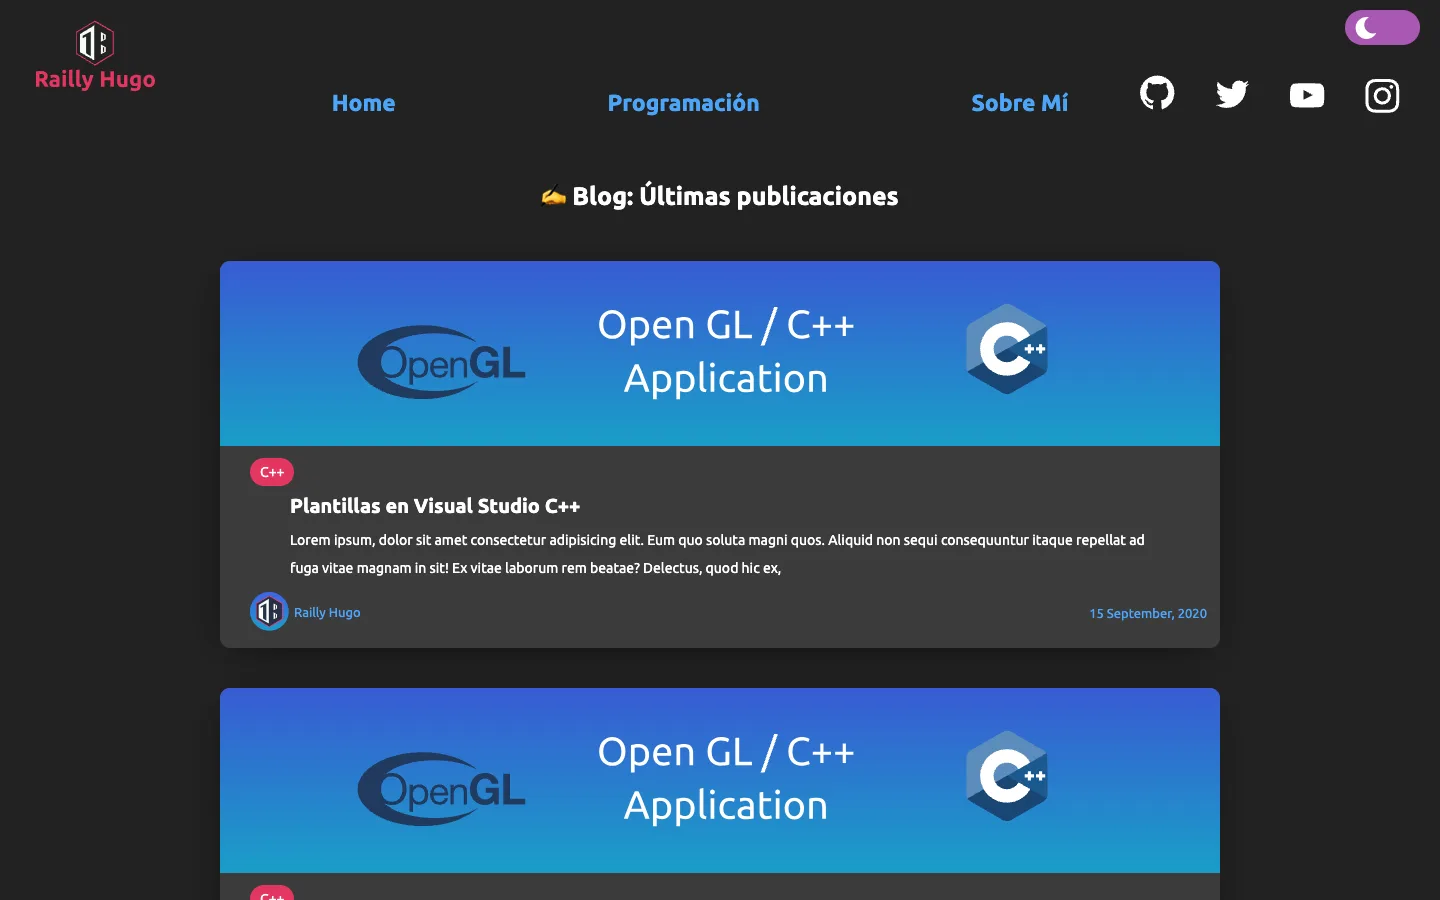 Railly Hugo
Home
Programación
Sobre Mí
✍ Blog: Últimas publicaciones
OpenGL
Open GL / C++
Application
C++
C++
Plantillas en Visual Studio C++
Lorem ipsum, dolor sit amet consectetur adipisicing elit. Eum quo soluta magni quos. Aliquid non sequi consequuntur itaque repellat ad
fuga vitae magnam in sit! Ex vitae laborum rem beatae? Delectus, quod hic ex,
Railly Hugo
15 September, 2020
OpenGL
Open GL / C++
Application
C++
C++